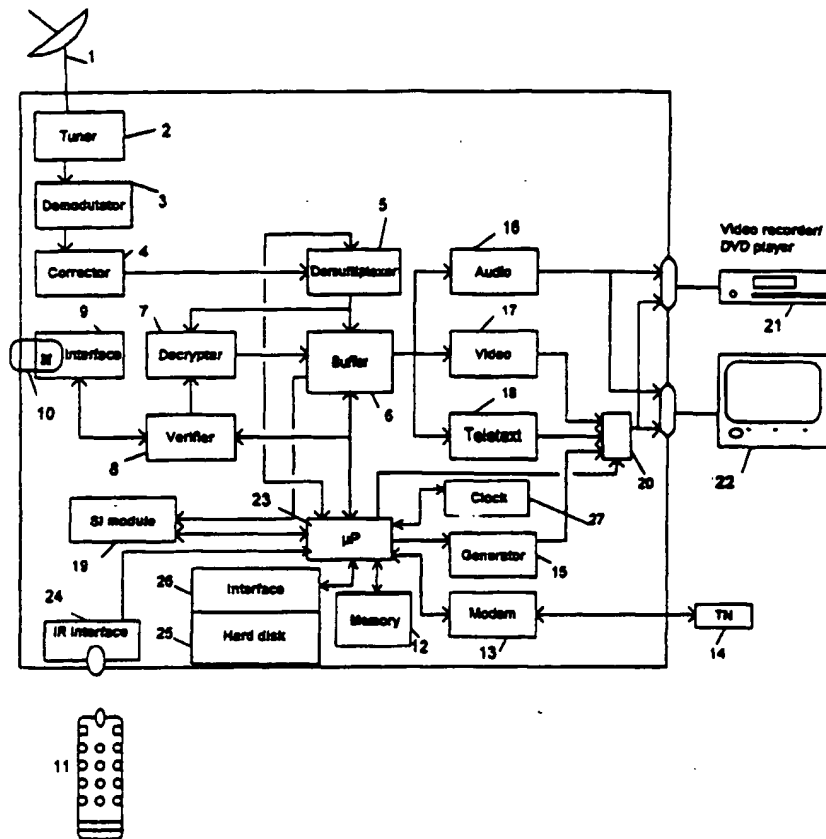 1
Tuner
2
Demodulator
3
Corrector
4
Demultiplexer
5
Audio
16
Video recorder/
DVD player
21
9
Interface
10
7
Decrypter
Buffer
6
17
Video
18
Teletext
20
22
Verifier
8
23
µP
Clock
27
SI module
19
Generator
15
24
IR interface
26
Interface
25
Hard disk
Memory
12
Modem
13
TN
14
11